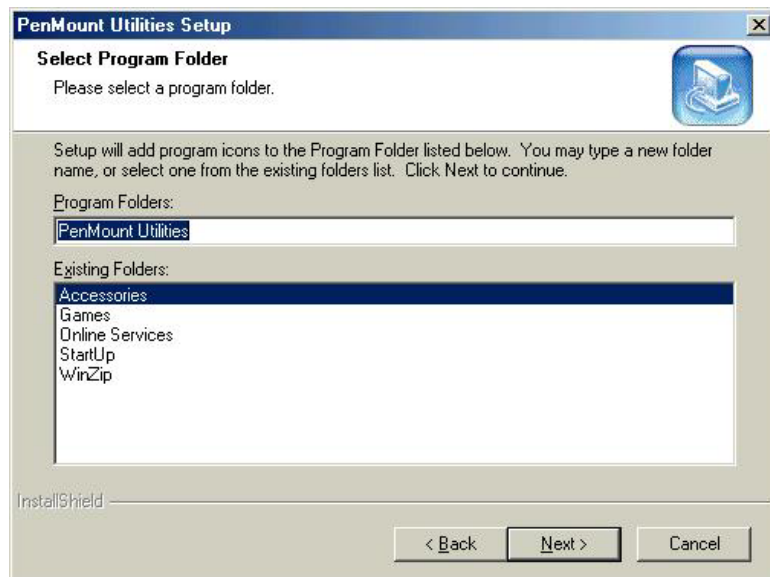 PenMount Utilities Setup
Select Program Folder
Please select a program folder.
Setup will add program icons to the Program Folder listed below. You may type a new folder
name, or select one from the existing folders list. Click Next to continue.
Program Folders:
PenMount Utilities
Existing Folders:
Accessories
Games
Online Services
StartUp
WinZip
InstallShield
< Back Next > Cancel